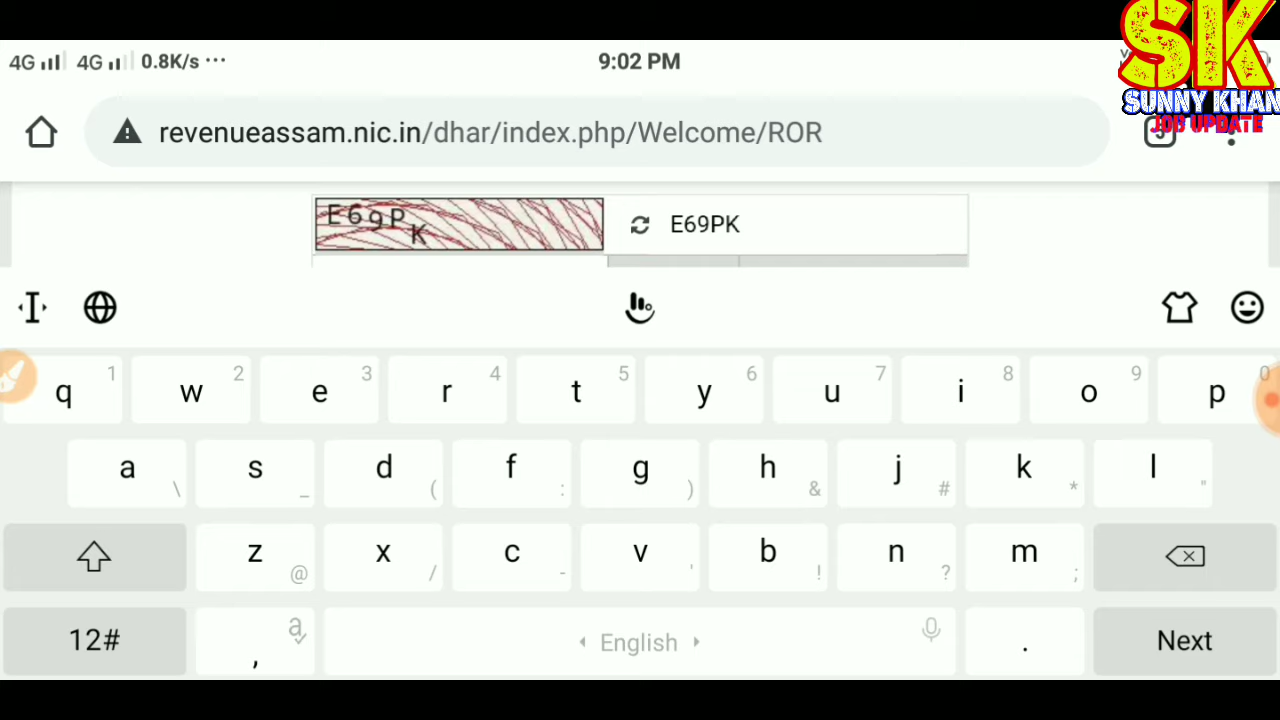 SK
SUNNY KHAN
JOB UPDATE
4G 4G 0.8K/s ··· 9:02 PM
revenueassam.nic.in/dhar/index.php/Welcome/ROR
E69PK E69PK
q 1 w 2 e 3 r 4 t 5 y 6 u 7 i 8 o 9 p 0
a \ s _ d ( f : g ) h & j # k * l "
z @ x / c - v ' b ! n ? m ;
12# , a English . Next